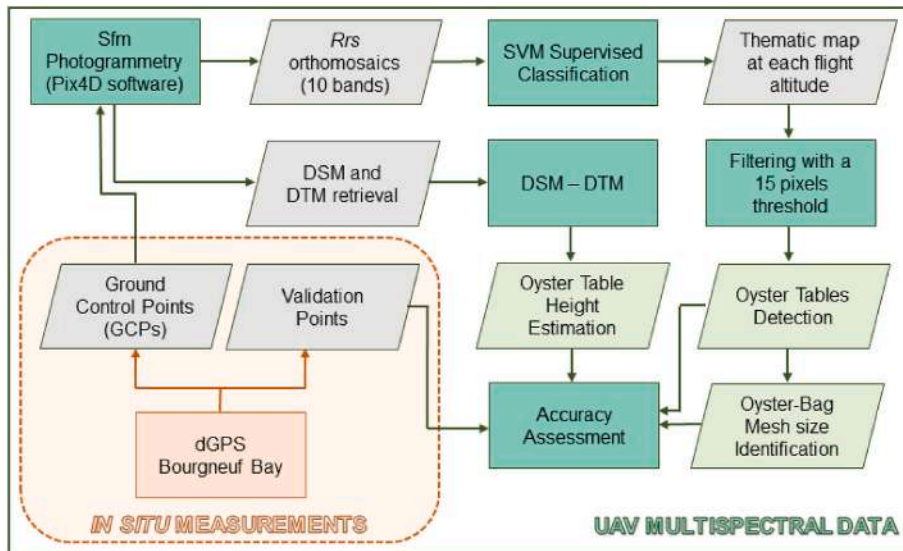 Sfm
Photogrammetry
(Pix4D software)
Rrs
orthomosaics
(10 bands)
SVM Supervised
Classification
Thematic map
at each flight
altitude
DSM and
DTM retrieval
DSM – DTM
Filtering with a
15 pixels
threshold
Ground
Control Points
(GCPs)
Validation
Points
Oyster Table
Height
Estimation
Oyster Tables
Detection
dGPS
Bourgneuf Bay
Accuracy
Assessment
Oyster-Bag
Mesh size
Identification
IN SITU MEASUREMENTS
UAV MULTISPECTRAL DATA